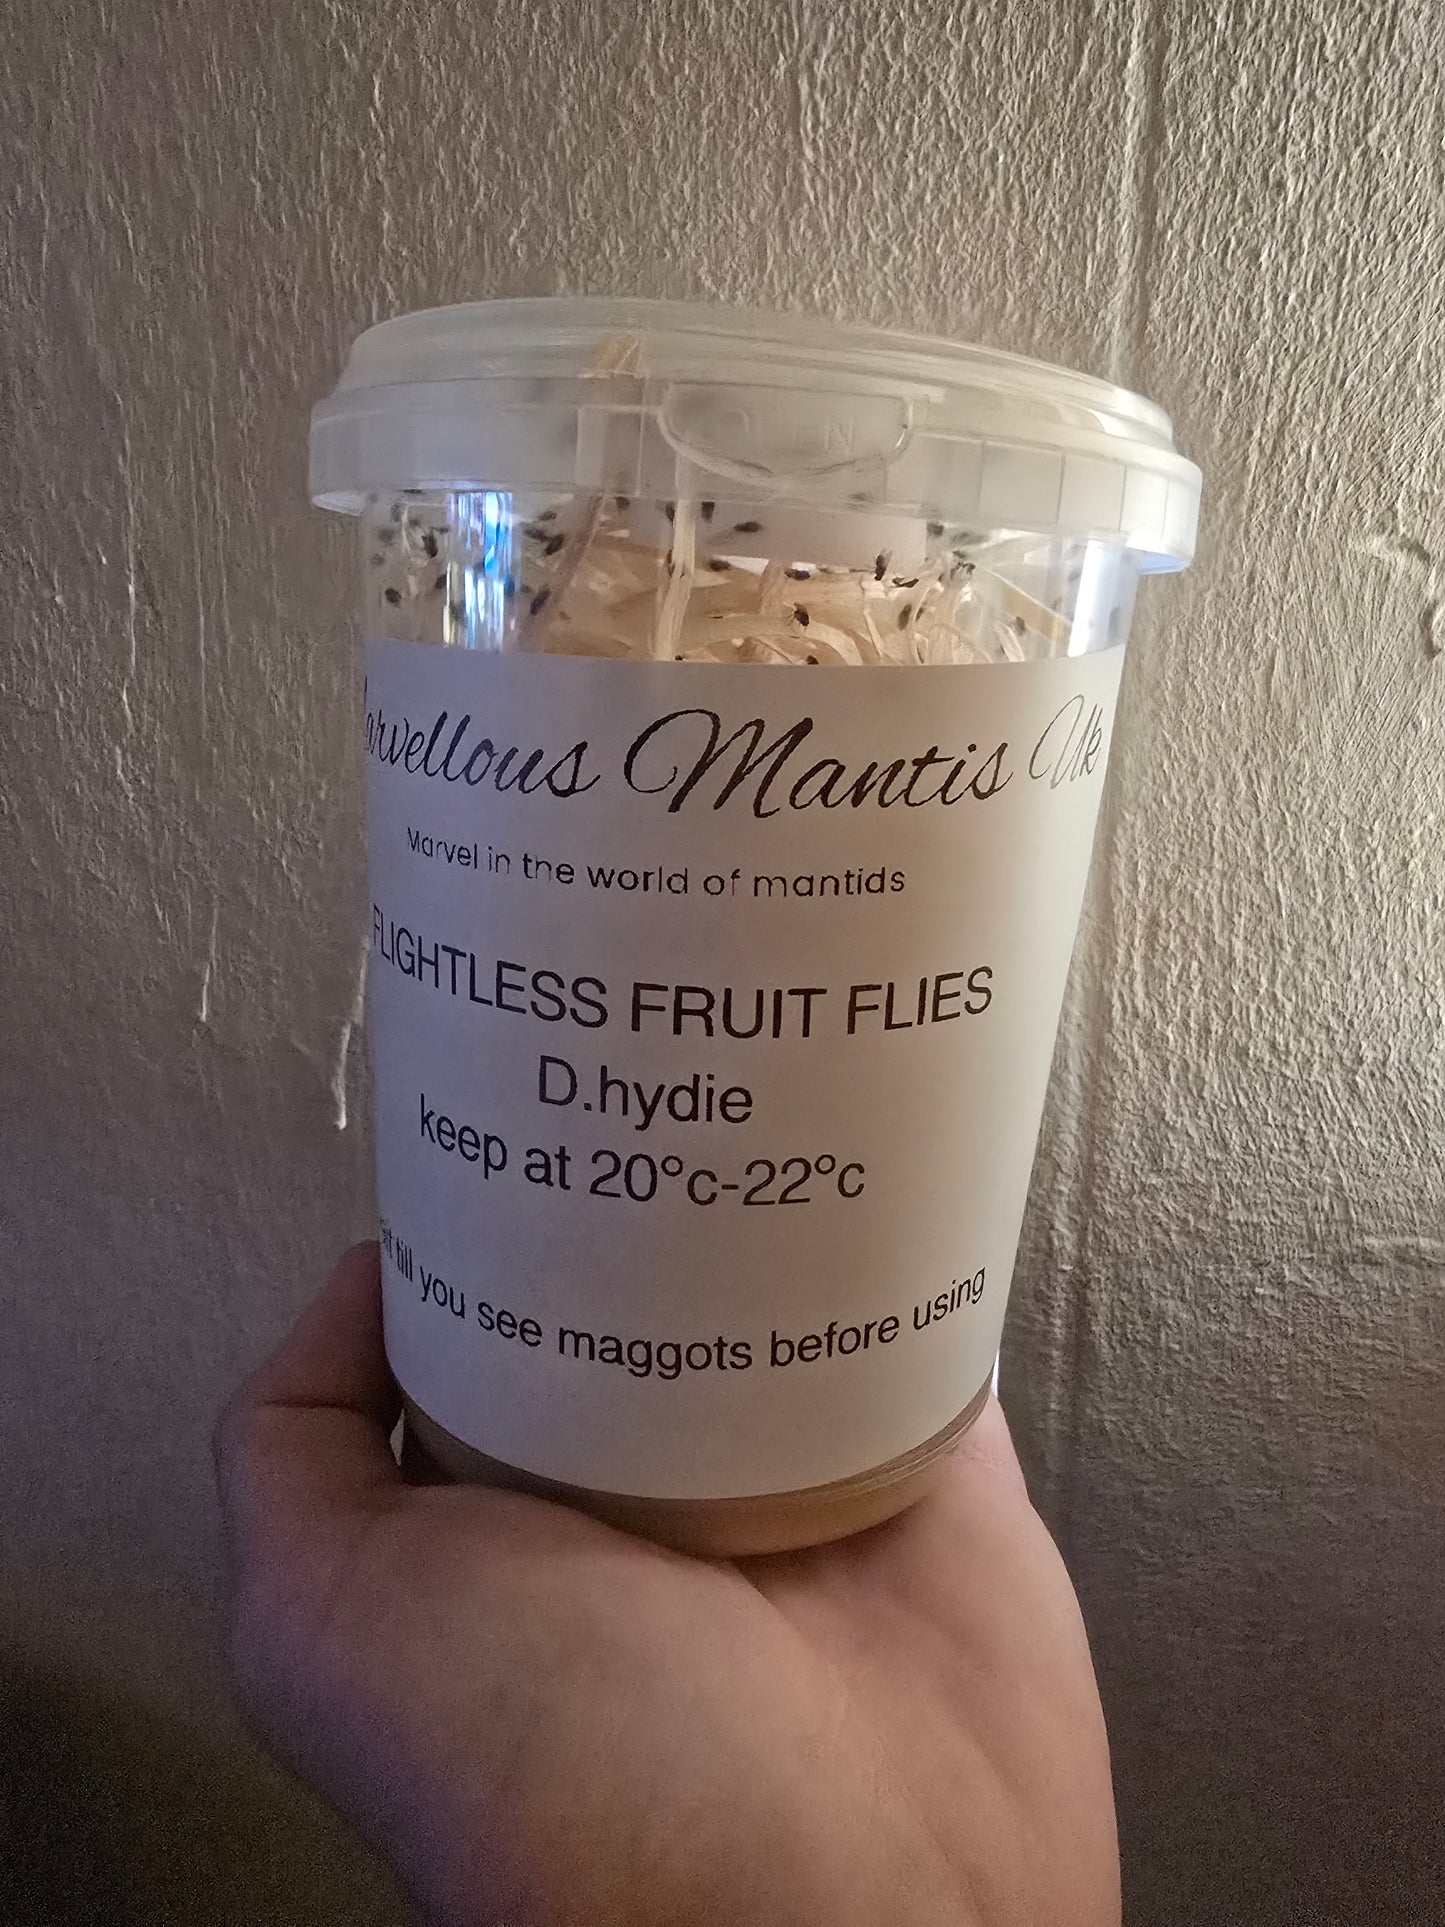 Marvellous Mantis Uk
Marvel in the world of mantids
FLIGHTLESS FRUIT FLIES
D.hydie
keep at 20°c-22°c
till you see maggots before using